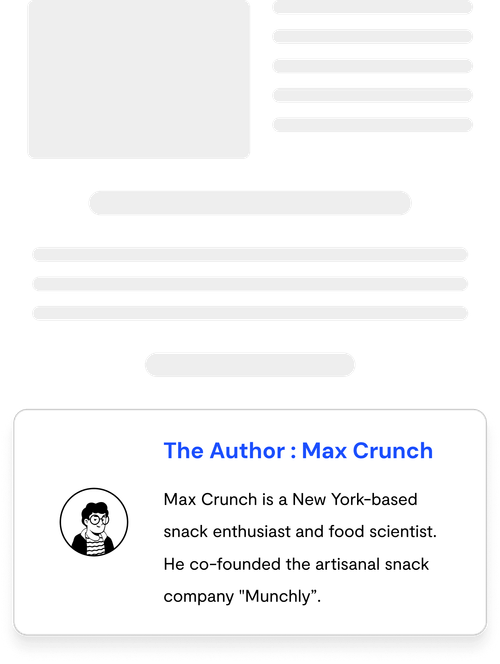 The Author : Max Crunch
Max Crunch is a New York-based
snack enthusiast and food scientist.
He co-founded the artisanal snack
company "Munchly”.